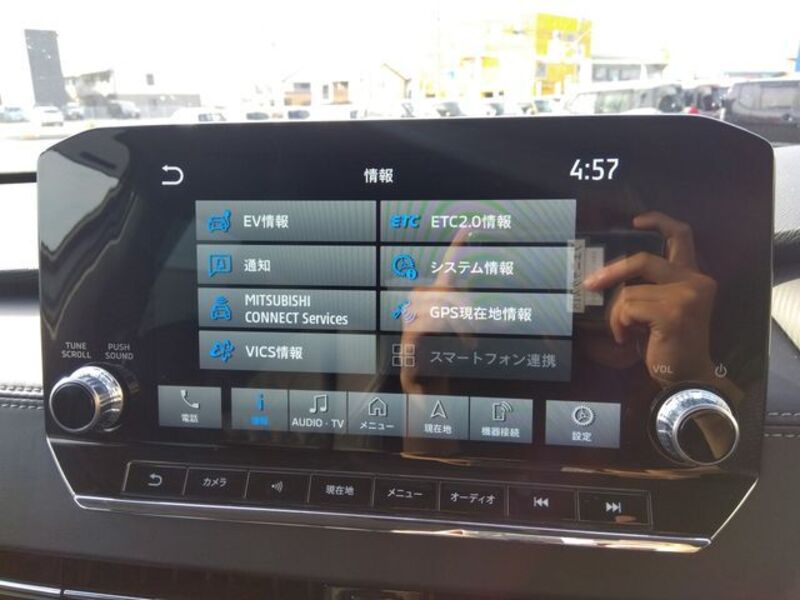 情報
4:57
EV情報
ETC ETC2.0情報
通知
システム情報
MITSUBISHI
CONNECT Services
GPS現在地情報
VICS情報
スマートフォン連携
TUNE
SCROLL
PUSH
SOUND
VOL
電話
情報
AUDIO・TV
メニュー
現在地
機器接続
設定
カメラ
現在地
メニュー
オーディオ